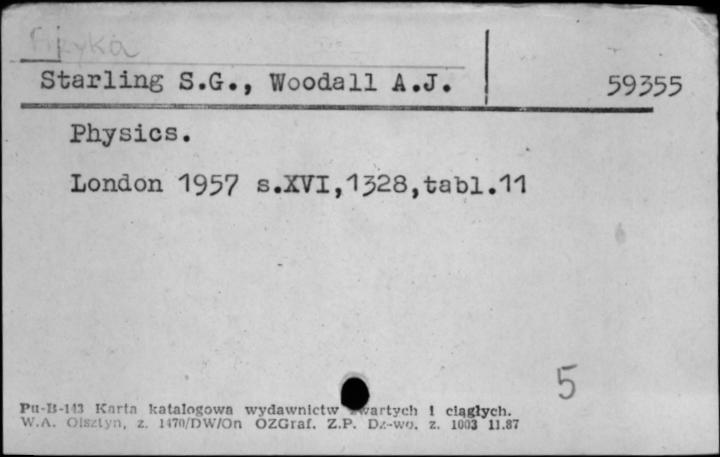 Fizyka
Starling S.G., Woodall A.J. 59355
Physics.
London 1957 s.XVI,1328,tabl.11
5
Pu-B-143 Karta katalogowa wydawnictw zwartych i ciągłych.
W.A. Olsztyn, z. 1470/DW/On OZGraf. Z.P. Dz-wo. z. 1003 11.87